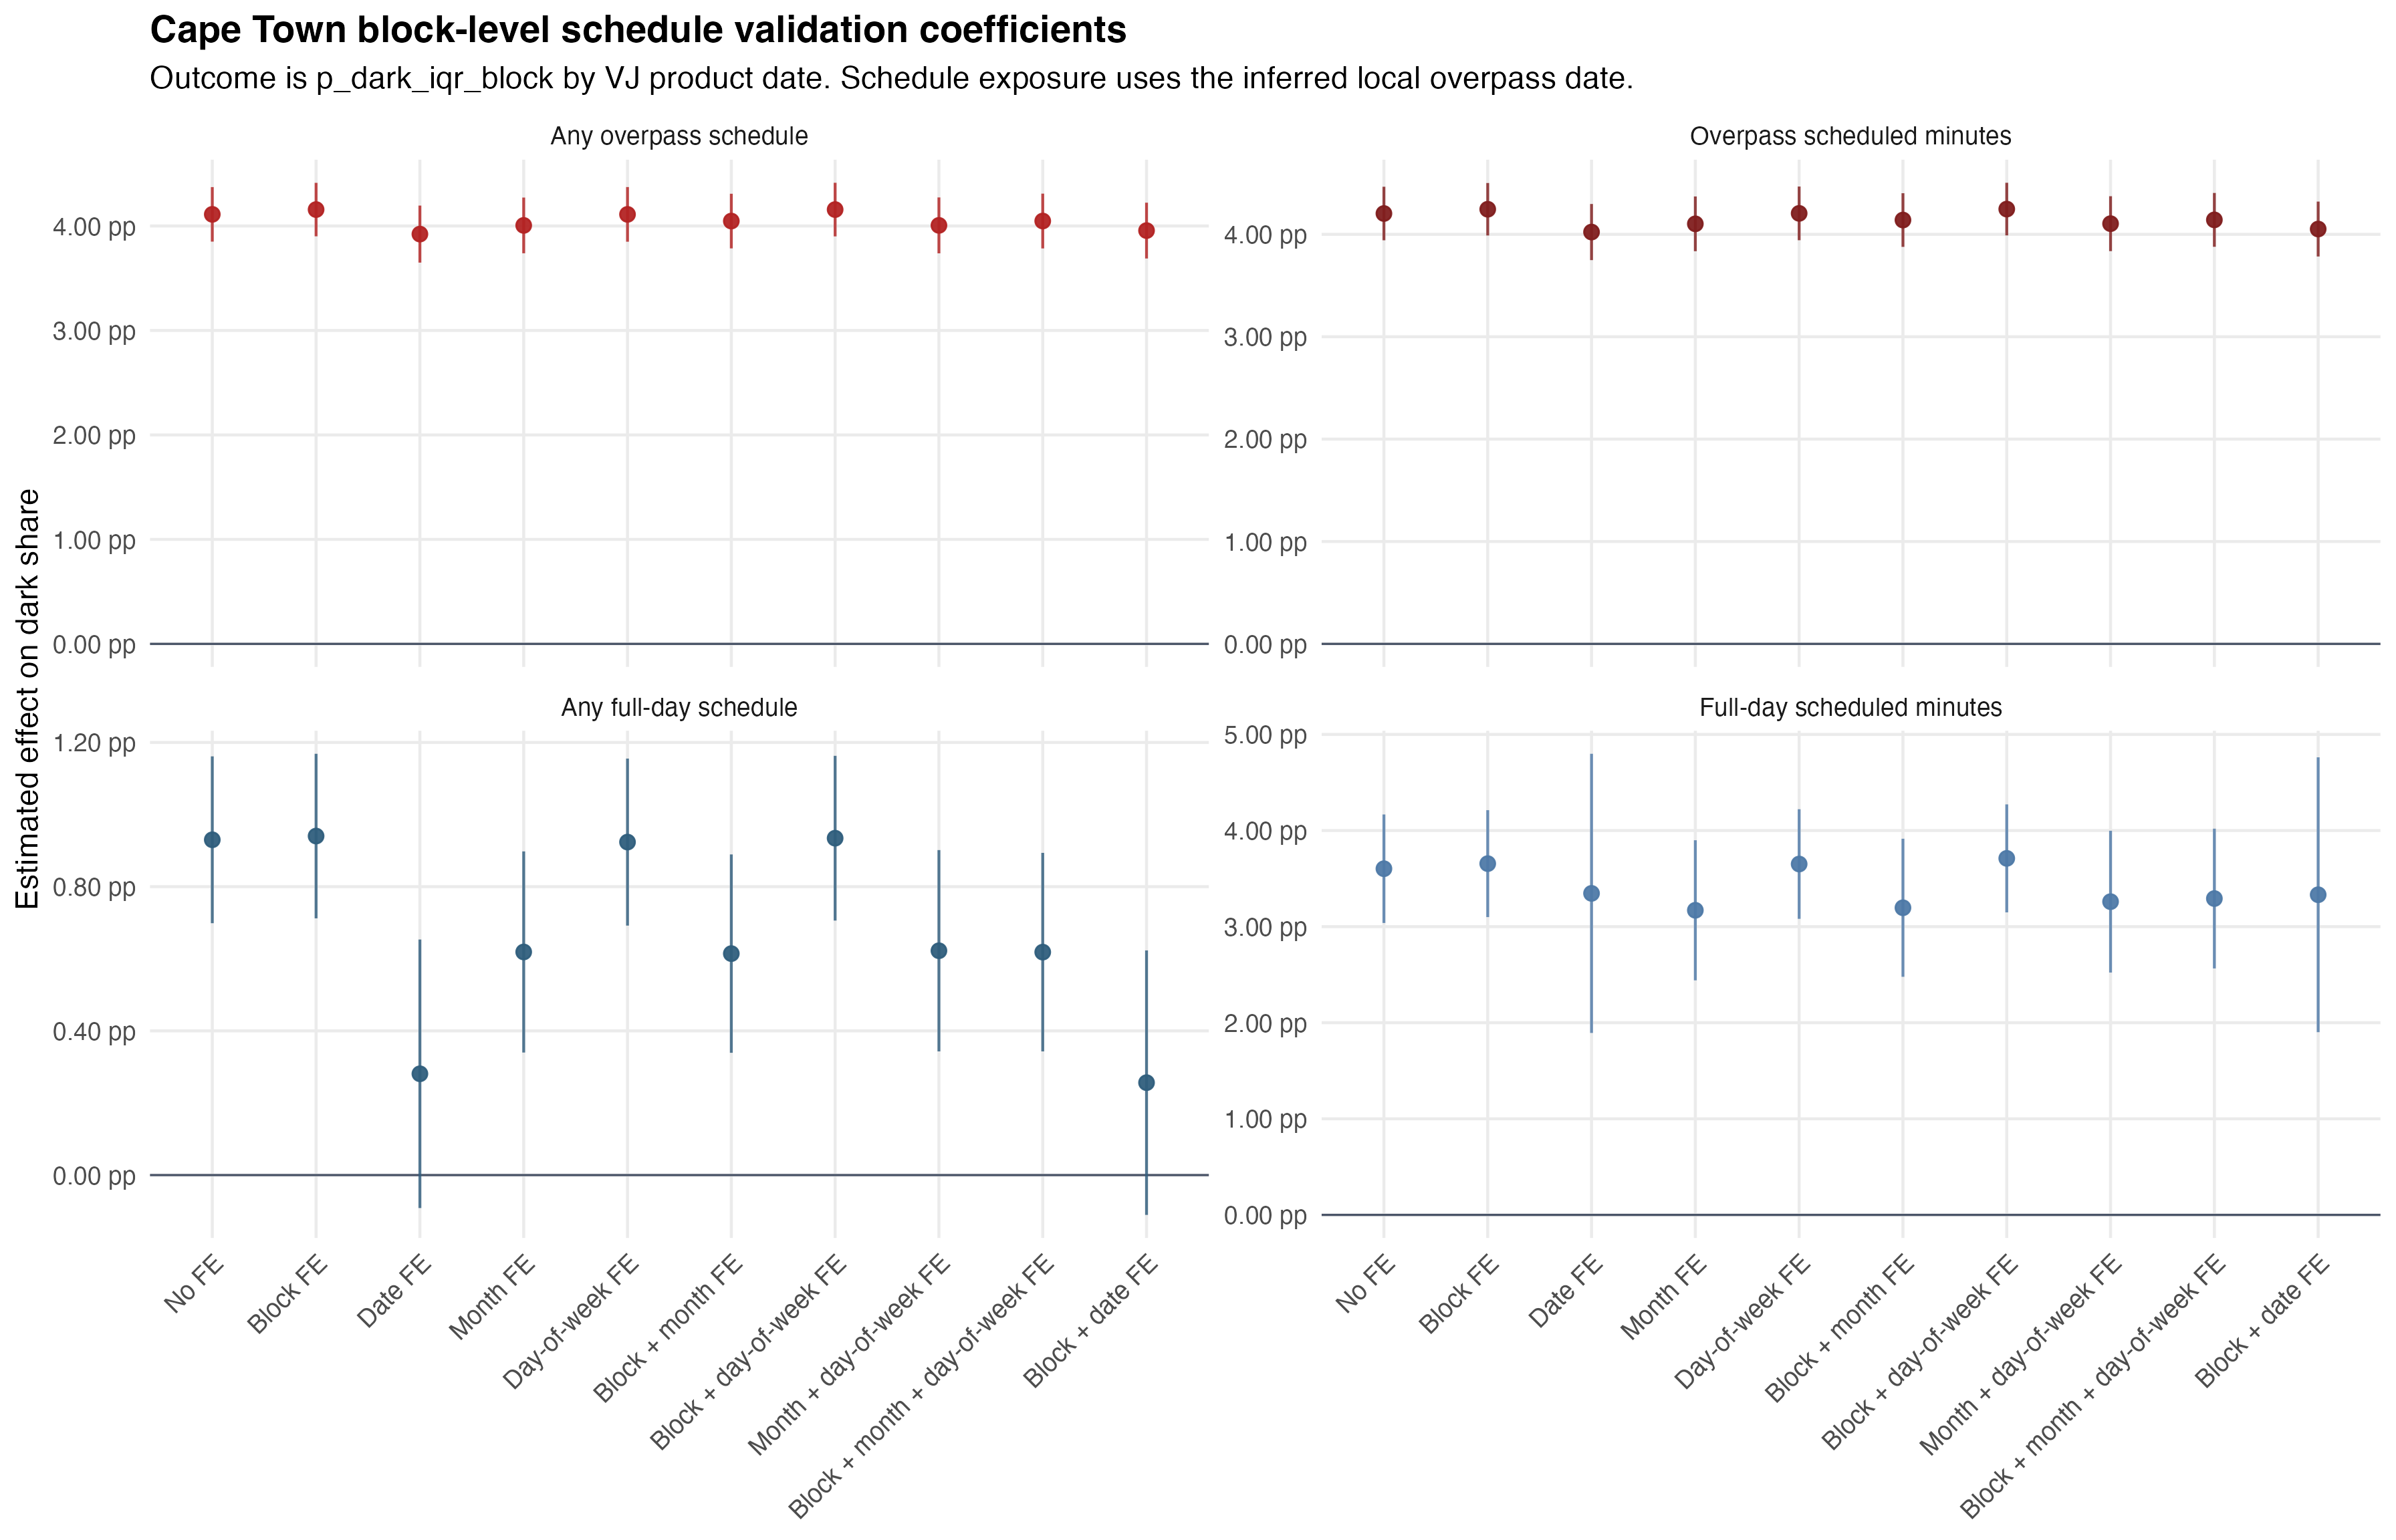 Cape Town block-level schedule validation coefficients
Outcome is p_dark_iqr_block by VJ product date. Schedule exposure uses the inferred local overpass date.
Estimated effect on dark share
Any overpass schedule
4.00 pp
3.00 pp
2.00 pp
1.00 pp
0.00 pp
Overpass scheduled minutes
4.00 pp
3.00 pp
2.00 pp
1.00 pp
0.00 pp
Any full-day schedule
1.20 pp
0.80 pp
0.40 pp
0.00 pp
Full-day scheduled minutes
5.00 pp
4.00 pp
3.00 pp
2.00 pp
1.00 pp
0.00 pp
No FE
Block FE
Date FE
Month FE
Day-of-week FE
Block + month FE
Block + day-of-week FE
Month + day-of-week FE
Block + month + day-of-week FE
Block + date FE
No FE
Block FE
Date FE
Month FE
Day-of-week FE
Block + month FE
Block + day-of-week FE
Month + day-of-week FE
Block + month + day-of-week FE
Block + date FE